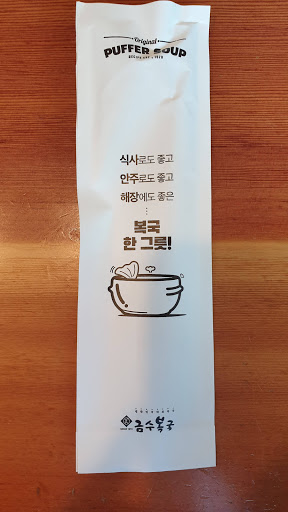 Original
PUFFER SOUP
식사로도 좋고
안주로도 좋고
해장에도 좋은
⋮
복국
한 그릇!
금수복국